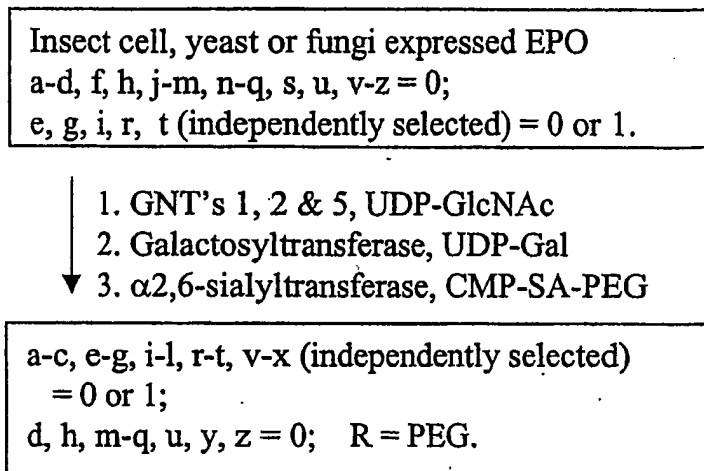 Insect cell, yeast or fungi expressed EPO
a-d, f, h, j-m, n-q, s, u, v-z = 0;
e, g, i, r, t (independently selected) = 0 or 1.
1. GNT's 1, 2 & 5, UDP-GlcNAc
2. Galactosyltransferase, UDP-Gal
3. α2,6-sialyltransferase, CMP-SA-PEG
a-c, e-g, i-l, r-t, v-x (independently selected)
= 0 or 1;
d, h, m-q, u, y, z = 0; R = PEG.